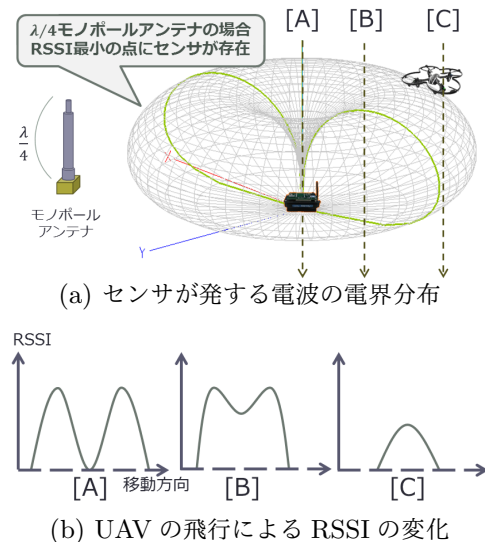 [A] [B] [C]
λ/4モノポールアンテナの場合
RSSI最小の点にセンサが存在
λ
4
モノポール
アンテナ
X
Y
(a) センサが発する電波の電界分布
RSSI
[A] 移動方向 [B] [C]
(b) UAV の飛行による RSSI の変化